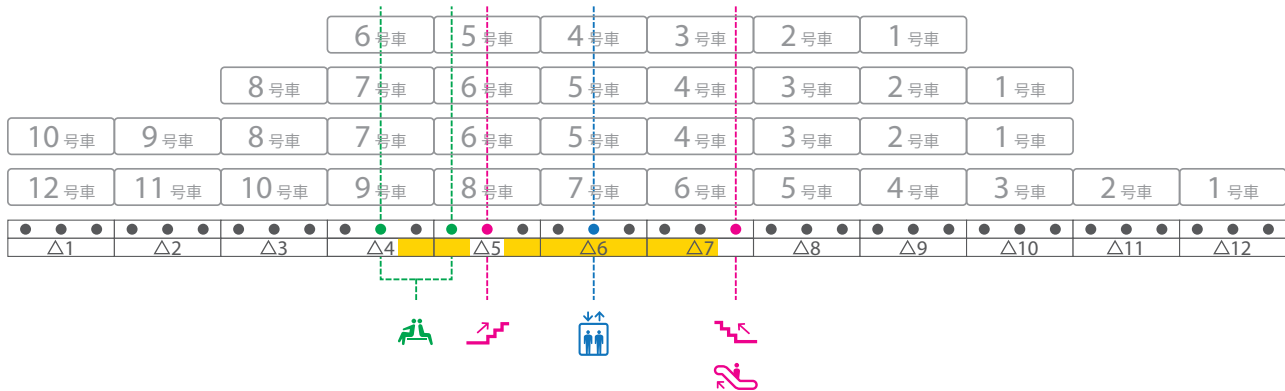 6号車 5号車 4号車 3号車 2号車 1号車
8号車 7号車 6号車 5号車 4号車 3号車 2号車 1号車
10号車 9号車 8号車 7号車 6号車 5号車 4号車 3号車 2号車 1号車
12号車 11号車 10号車 9号車 8号車 7号車 6号車 5号車 4号車 3号車 2号車 1号車
△1 △2 △3 △4 △5 △6 △7 △8 △9 △10 △11 △12